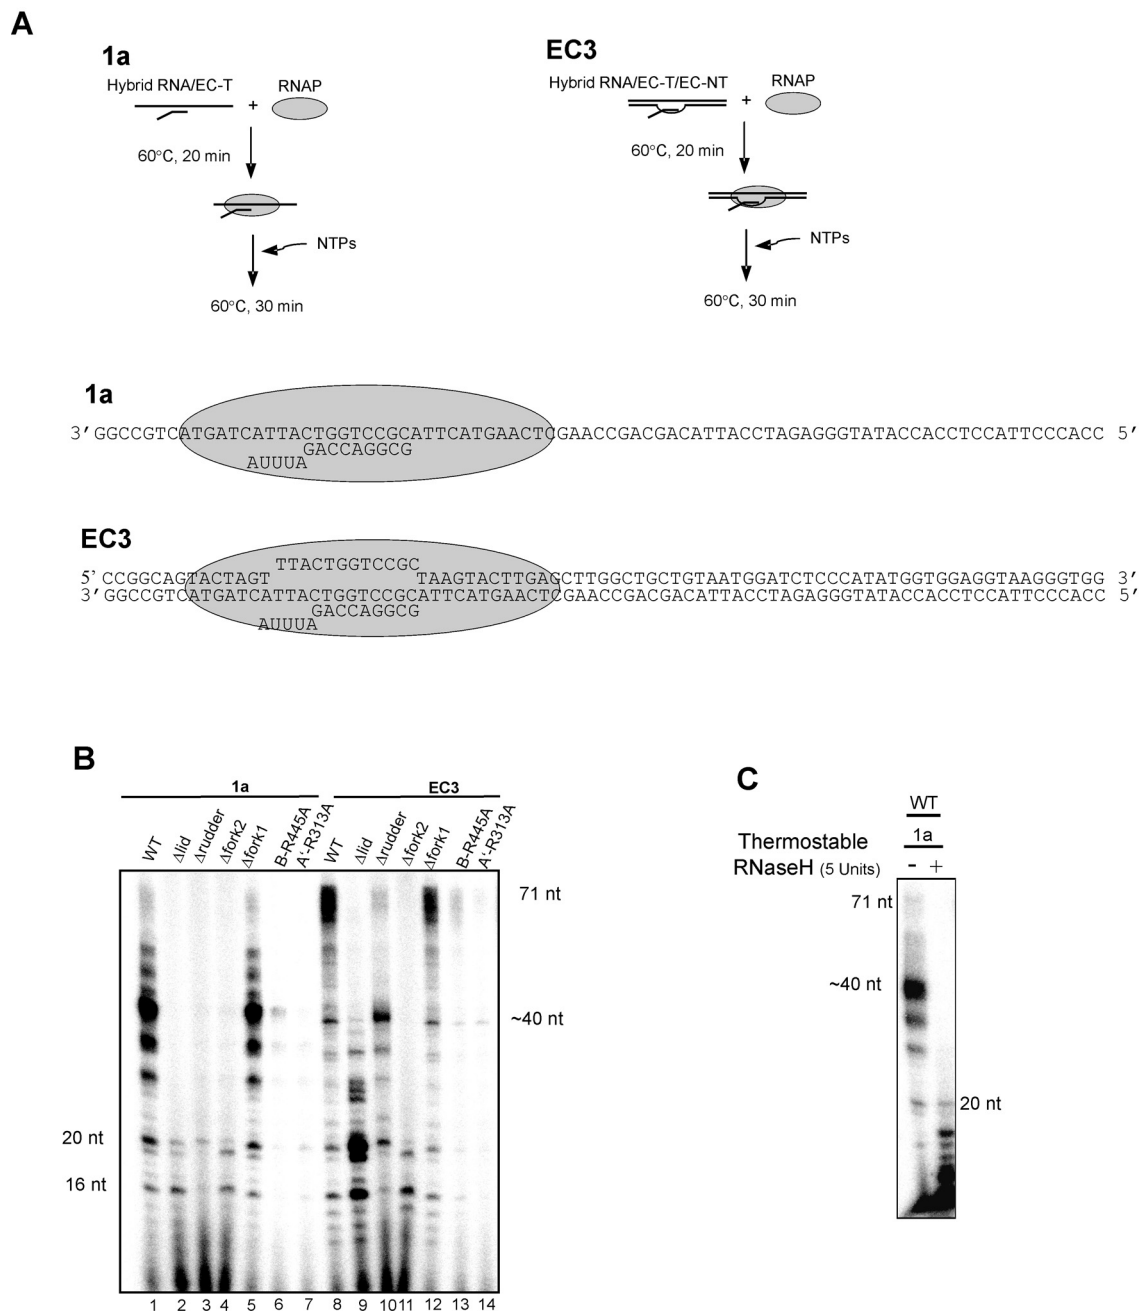 A
1a
Hybrid RNA/EC-T
+
RNAP
60°C, 20 min
NTPs
60°C, 30 min
EC3
Hybrid RNA/EC-T/EC-NT
+
RNAP
60°C, 20 min
NTPs
60°C, 30 min
1a
3′ GGCCGTCATGATCATTACTGGTCCGCATTCATGAACTCGAACCGACGACATTACCTAGAGGGTATACCACCTCCATTCCCACC 5′
GACCAGGCG
AUUUA
EC3
TTACTGGTCCGC
5′ CCGGCAGTACTAGT TAAGTACTTGAGCTTGGCTGCTGTAATGGATCTCCCATATGGTGGAGGTAAGGGTGG 3′
3′ GGCCGTCATGATCATTACTGGTCCGCATTCATGAACTCGAACCGACGACATTACCTAGAGGGTATACCACCTCCATTCCCACC 5′
GACCAGGCG
AUUUA
B
1a EC3
WT Δlid Δrudder Δfork2 Δfork1 B-R445A A'-R313A WT Δlid Δrudder Δfork2 Δfork1 B-R445A A'-R313A
71 nt
~40 nt
20 nt
16 nt
1 2 3 4 5 6 7 8 9 10 11 12 13 14
C
WT
Thermostable 1a
RNaseH (5 Units) - +
71 nt
~40 nt
20 nt